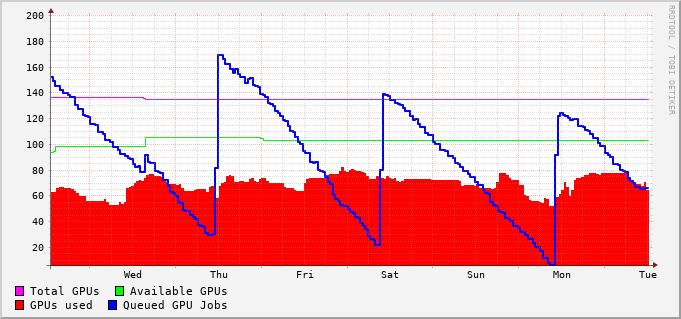 200
180
160
140
120
100
80
60
40
20
Wed Thu Fri Sat Sun Mon Tue
Total GPUs Available GPUs
GPUs used Queued GPU Jobs
RRDTOOL / TOBI OETIKER